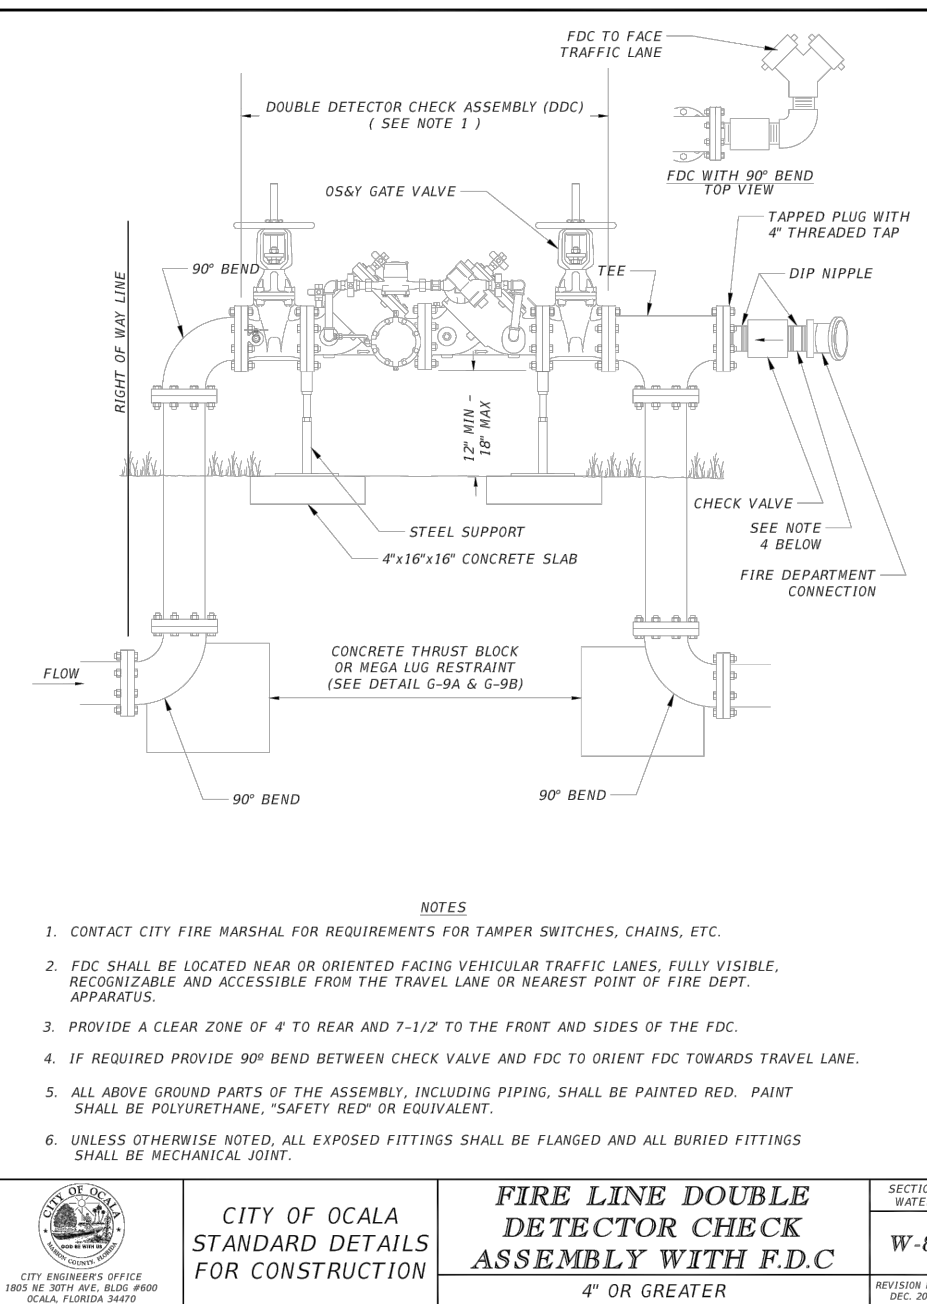 FDC TO FACE
TRAFFIC LANE
DOUBLE DETECTOR CHECK ASSEMBLY (DDC)
( SEE NOTE 1 )
FDC WITH 90° BEND
TOP VIEW
OS&Y GATE VALVE
TAPPED PLUG WITH
4" THREADED TAP
90° BEND
TEE
DIP NIPPLE
RIGHT OF WAY LINE
12" MIN -
18" MAX
CHECK VALVE
SEE NOTE
4 BELOW
STEEL SUPPORT
4"x16"x16" CONCRETE SLAB
FIRE DEPARTMENT
CONNECTION
CONCRETE THRUST BLOCK
OR MEGA LUG RESTRAINT
(SEE DETAIL G-9A & G-9B)
FLOW
90° BEND
90° BEND
NOTES
1. CONTACT CITY FIRE MARSHAL FOR REQUIREMENTS FOR TAMPER SWITCHES, CHAINS, ETC.
2. FDC SHALL BE LOCATED NEAR OR ORIENTED FACING VEHICULAR TRAFFIC LANES, FULLY VISIBLE,
RECOGNIZABLE AND ACCESSIBLE FROM THE TRAVEL LANE OR NEAREST POINT OF FIRE DEPT.
APPARATUS.
3. PROVIDE A CLEAR ZONE OF 4' TO REAR AND 7-1/2' TO THE FRONT AND SIDES OF THE FDC.
4. IF REQUIRED PROVIDE 90º BEND BETWEEN CHECK VALVE AND FDC TO ORIENT FDC TOWARDS TRAVEL LANE.
5. ALL ABOVE GROUND PARTS OF THE ASSEMBLY, INCLUDING PIPING, SHALL BE PAINTED RED. PAINT
SHALL BE POLYURETHANE, "SAFETY RED" OR EQUIVALENT.
6. UNLESS OTHERWISE NOTED, ALL EXPOSED FITTINGS SHALL BE FLANGED AND ALL BURIED FITTINGS
SHALL BE MECHANICAL JOINT.
CITY OF OCALA
GOD BE WITH US
MARION COUNTY, FLORIDA
CITY ENGINEER'S OFFICE
1805 NE 30TH AVE, BLDG #600
OCALA, FLORIDA 34470
CITY OF OCALA
STANDARD DETAILS
FOR CONSTRUCTION
FIRE LINE DOUBLE
DETECTOR CHECK
ASSEMBLY WITH F.D.C
4" OR GREATER
W-8
REVISION
DEC. 20